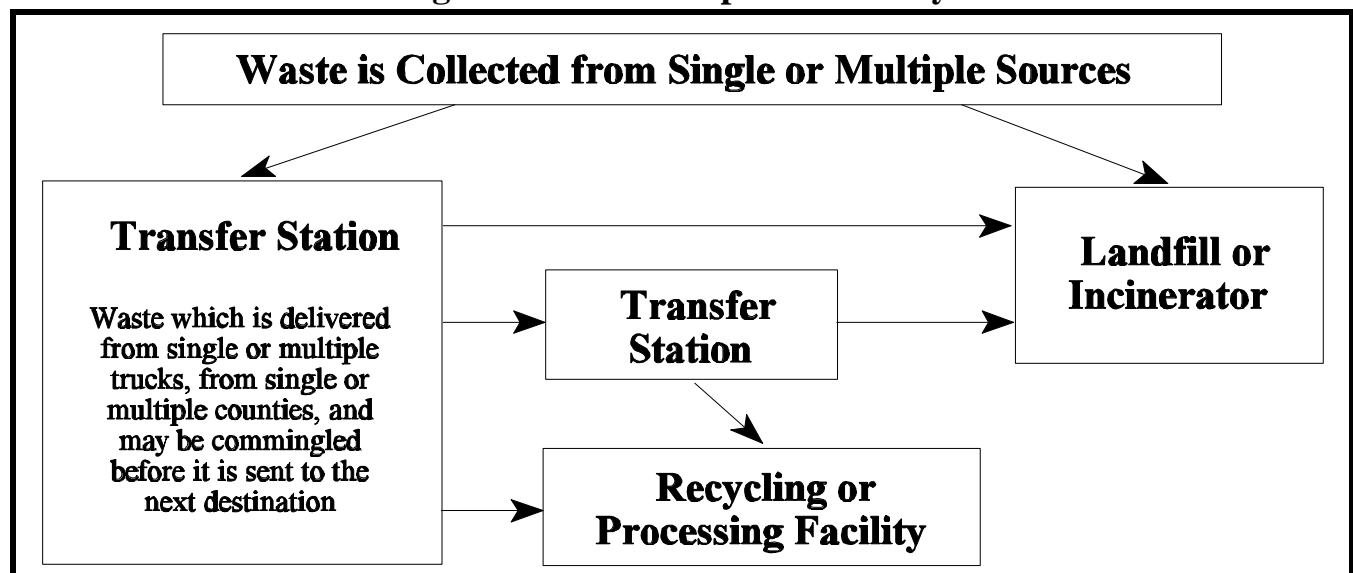 Waste is Collected from Single or Multiple Sources
Transfer Station
Waste which is delivered
from single or multiple
trucks, from single or
multiple counties, and
may be commingled
before it is sent to the
next destination
Transfer
Station
Landfill or
Incinerator
Recycling or
Processing Facility